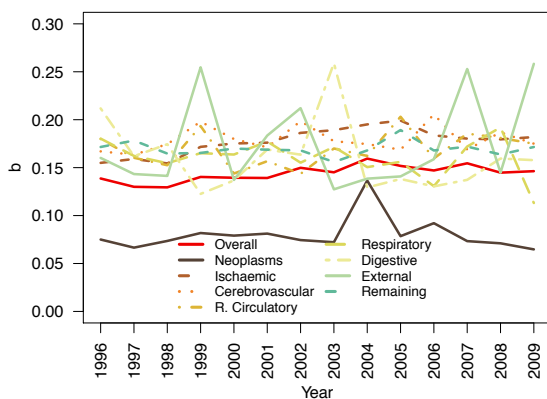 0.30
0.25
0.20
0.15
0.10
0.05
0.00
b
Overall
Neoplasms
Ischaemic
Cerebrovascular
R. Circulatory
Respiratory
Digestive
External
Remaining
1996 1997 1998 1999 2000 2001 2002 2003 2004 2005 2006 2007 2008 2009
Year